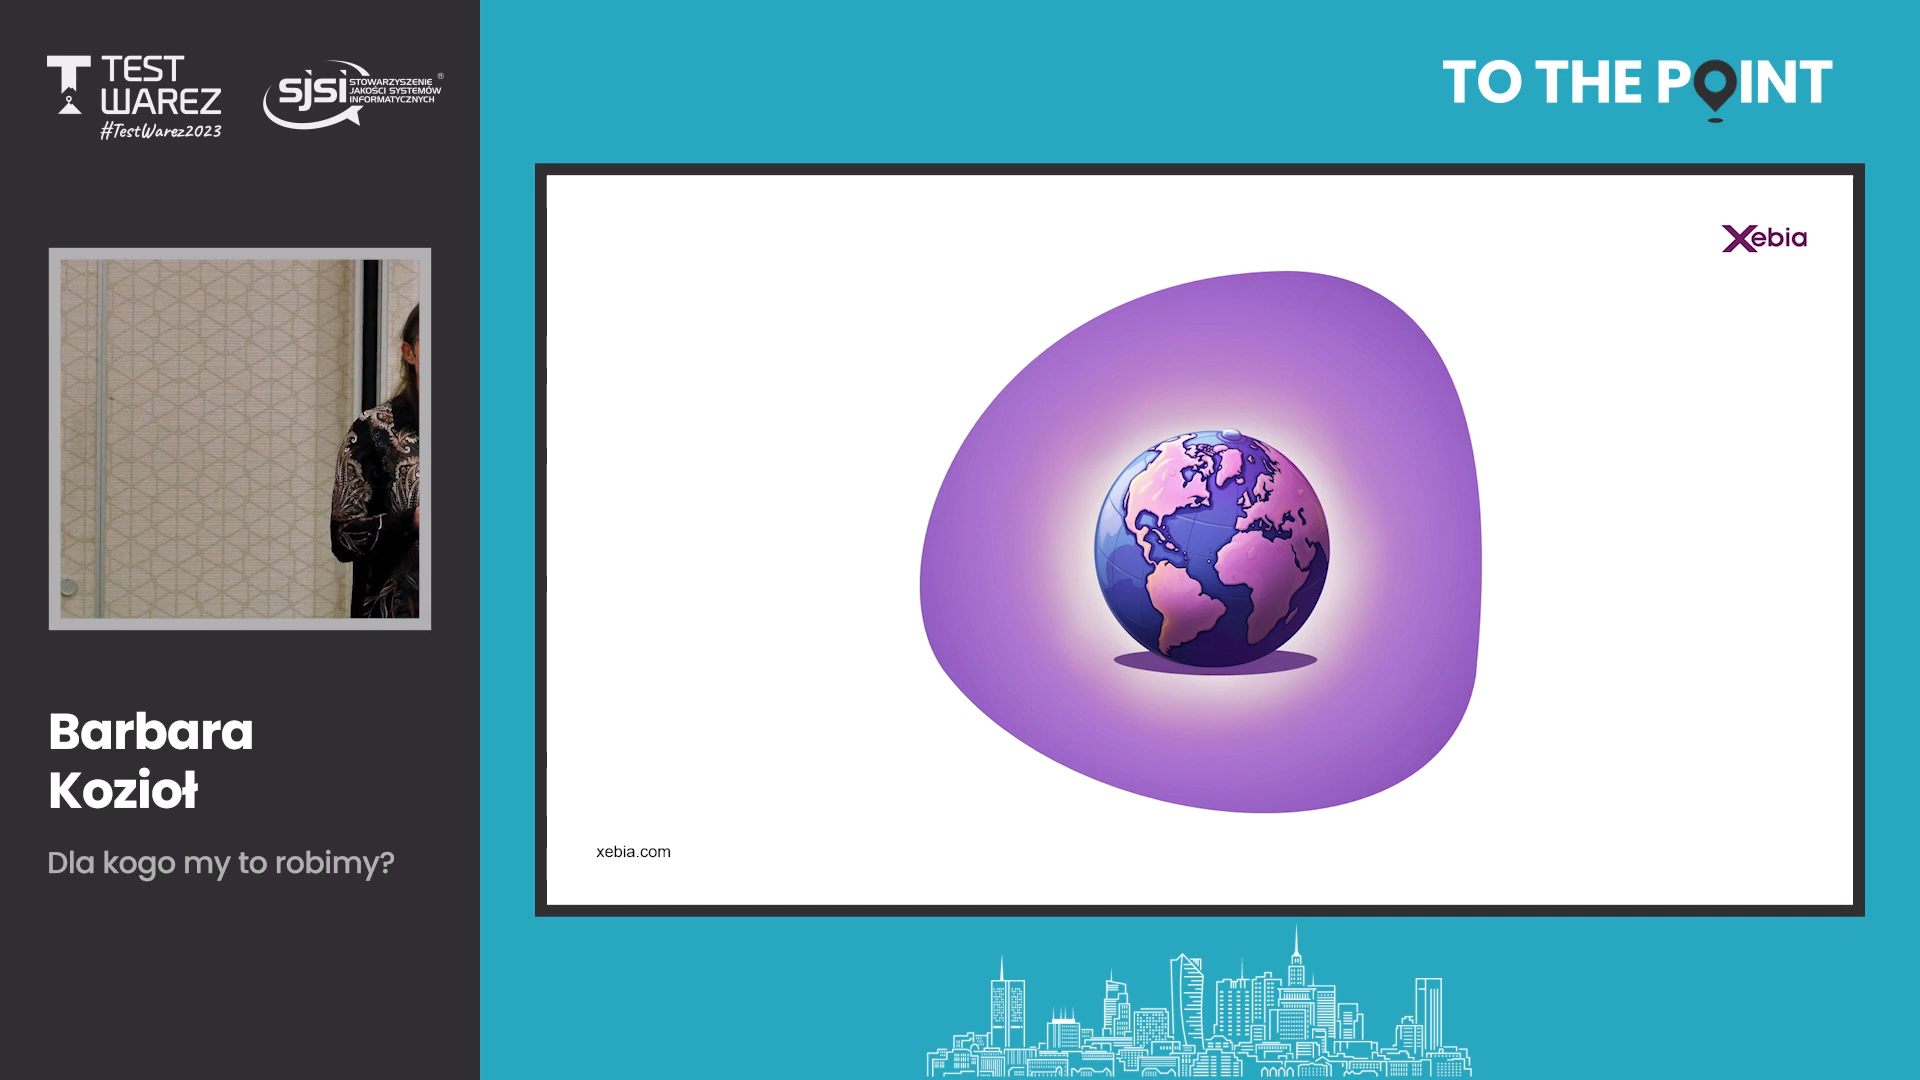 TEST
WAREZ
#TestWarez2023
sjsi
STOWARZYSZENIE
JAKOŚCI SYSTEMÓW
INFORMATYCZNYCH
®
TO THE POINT
Xebia
Barbara
Kozioł
Dla kogo my to robimy?
xebia.com